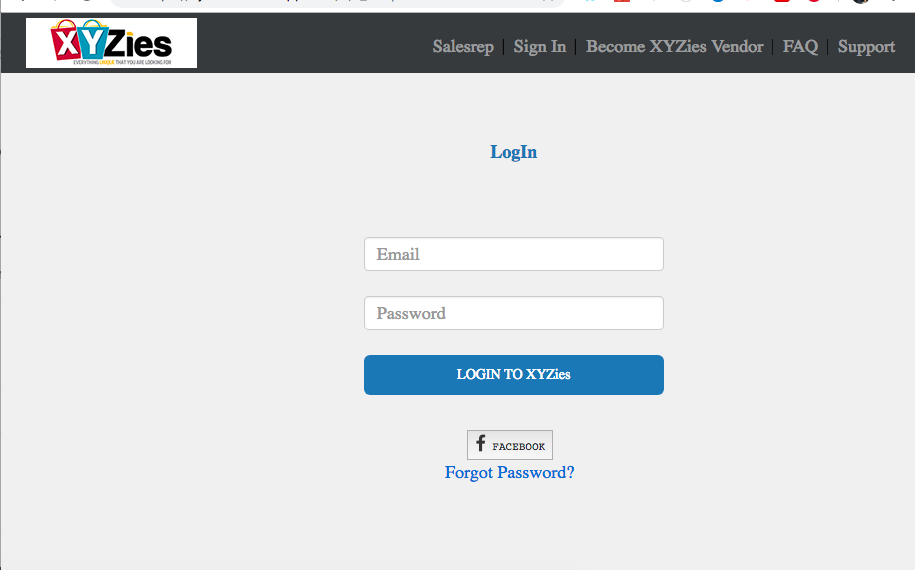 XYZies
EVERYTHING UNIQUE THAT YOU ARE LOOKING FOR
Salesrep | Sign In | Become XYZies Vendor | FAQ | Support
LogIn
Email
Password
LOGIN TO XYZies
f FACEBOOK
Forgot Password?